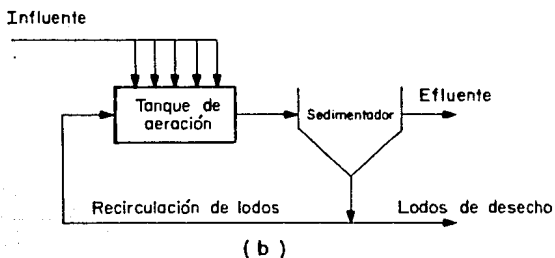 Influente
Tanque de
aeración
Sedimentador
Efluente
Recirculación de lodos
Lodos de desecho
( b )